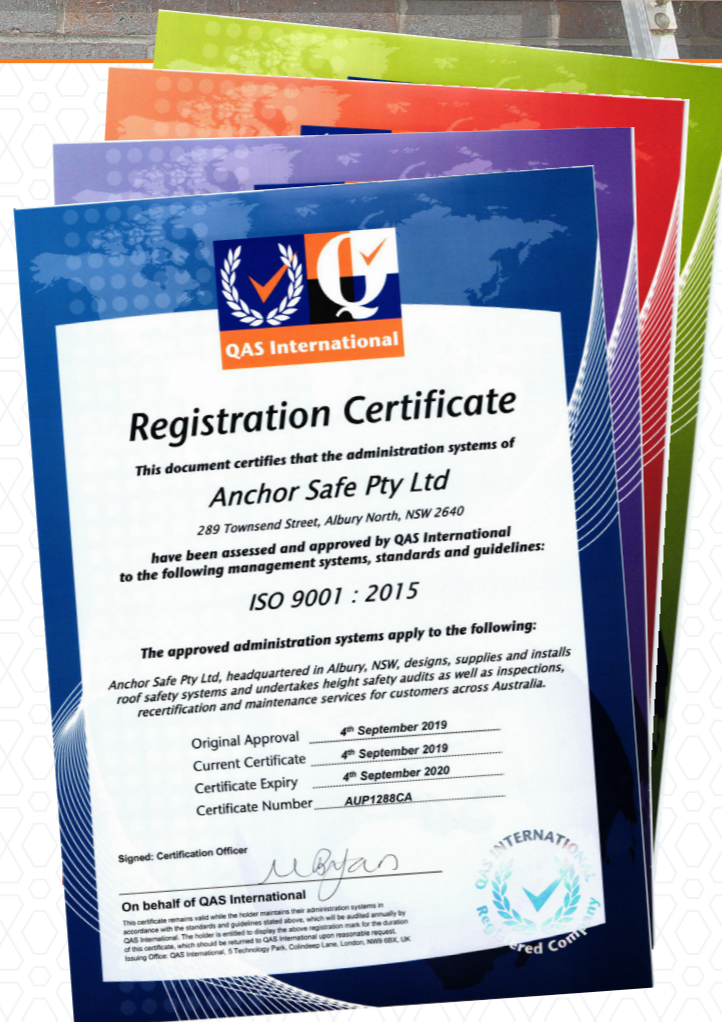 QAS International
Registration Certificate
This document certifies that the administration systems of
Anchor Safe Pty Ltd
289 Townsend Street, Albury North, NSW 2640
have been assessed and approved by QAS International
to the following management systems, standards and guidelines:
ISO 9001 : 2015
The approved administration systems apply to the following:
Anchor Safe Pty Ltd, headquartered in Albury, NSW, designs, supplies and installs
roof safety systems and undertakes height safety audits as well as inspections,
recertification and maintenance services for customers across Australia.
Original Approval 4th September 2019
Current Certificate 4th September 2019
Certificate Expiry 4th September 2020
Certificate Number AUP1288CA
Signed: Certification Officer
On behalf of QAS International
This certificate remains valid while the holder maintains their administration systems in
accordance with the standards and guidelines stated above, which will be audited annually by
QAS International. The holder is entitled to display the above registration mark for the duration
of this certificate, which should be returned to QAS International upon reasonable request.
Issuing Office: QAS International, 5 Technology Park, Colindeep Lane, London, NW9 6BX, UK
QAS INTERNATIONAL
Registered Company